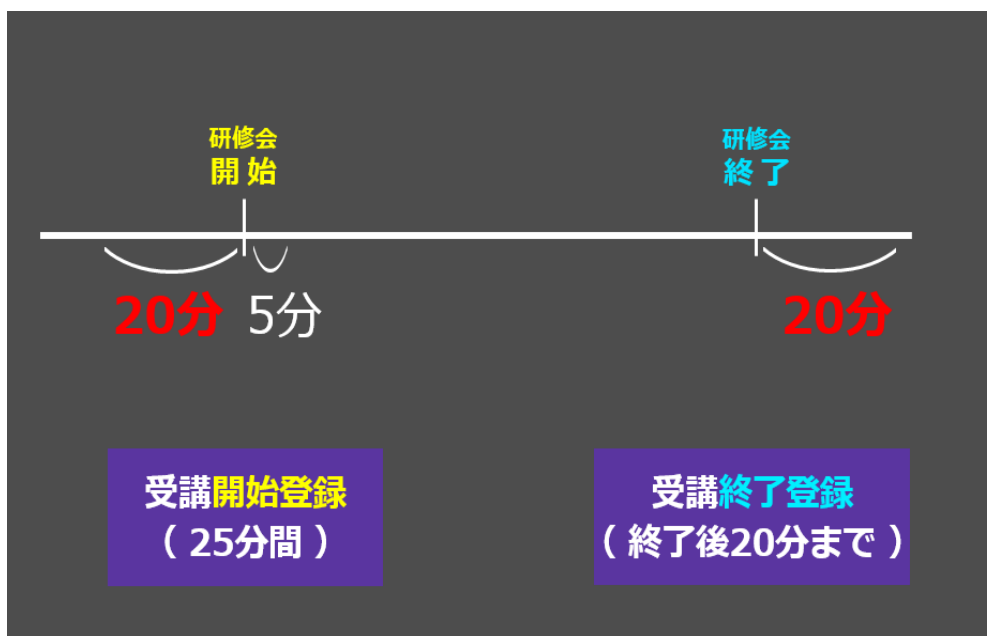 研修会
開 始
研修会
終 了
20分
5分
20分
受講開始登録
（ 25分間 ）
受講終了登録
（ 終了後20分まで ）